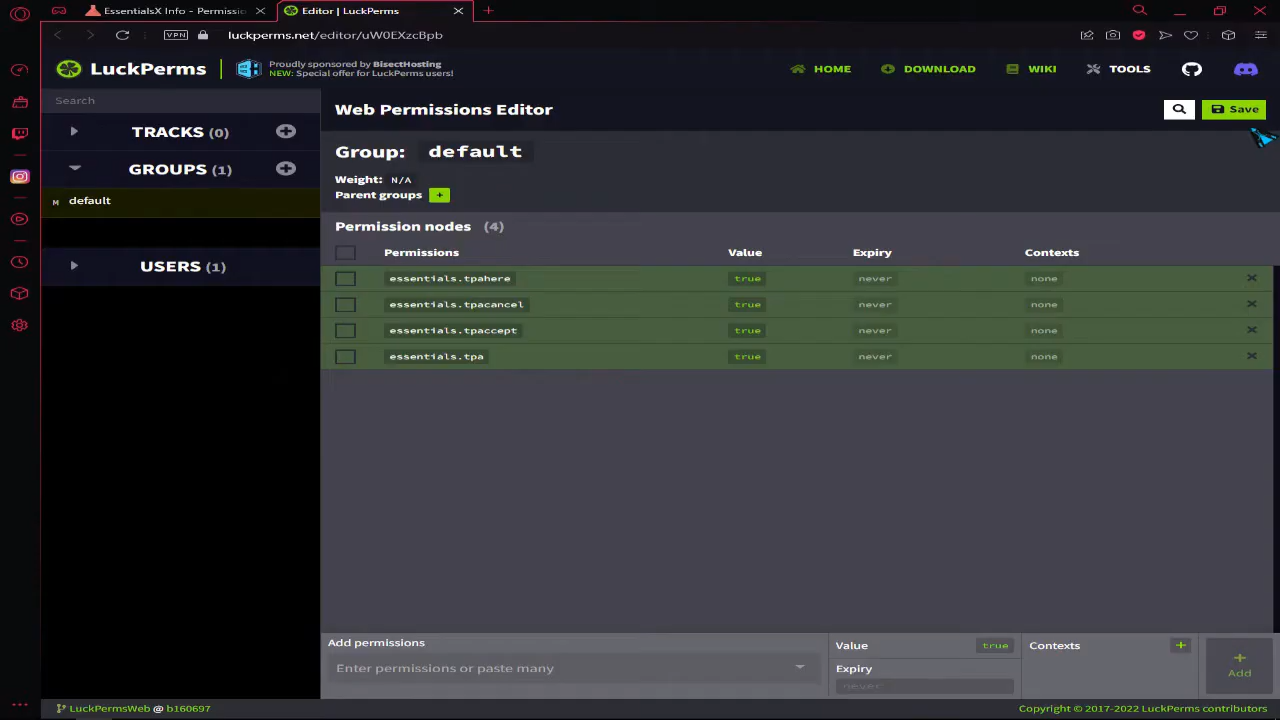 EssentialsX Info - Permissio
Editor | LuckPerms
VPN
luckperms.net/editor/uW0EXzcBpb
LuckPerms
Proudly sponsored by BisectHosting
NEW: Special offer for LuckPerms users!
HOME
DOWNLOAD
WIKI
TOOLS
Search
Web Permissions Editor
Save
TRACKS (0)
GROUPS (1)
M default
USERS (1)
Group: default
Weight: N/A
Parent groups +
Permission nodes (4)
Permissions Value Expiry Contexts
essentials.tpahere true never none
essentials.tpacancel true never none
essentials.tpaccept true never none
essentials.tpa true never none
Add permissions
Enter permissions or paste many
Value true
Expiry
never
Contexts
Add
LuckPermsWeb @ b160697
Copyright © 2017-2022 LuckPerms contributors